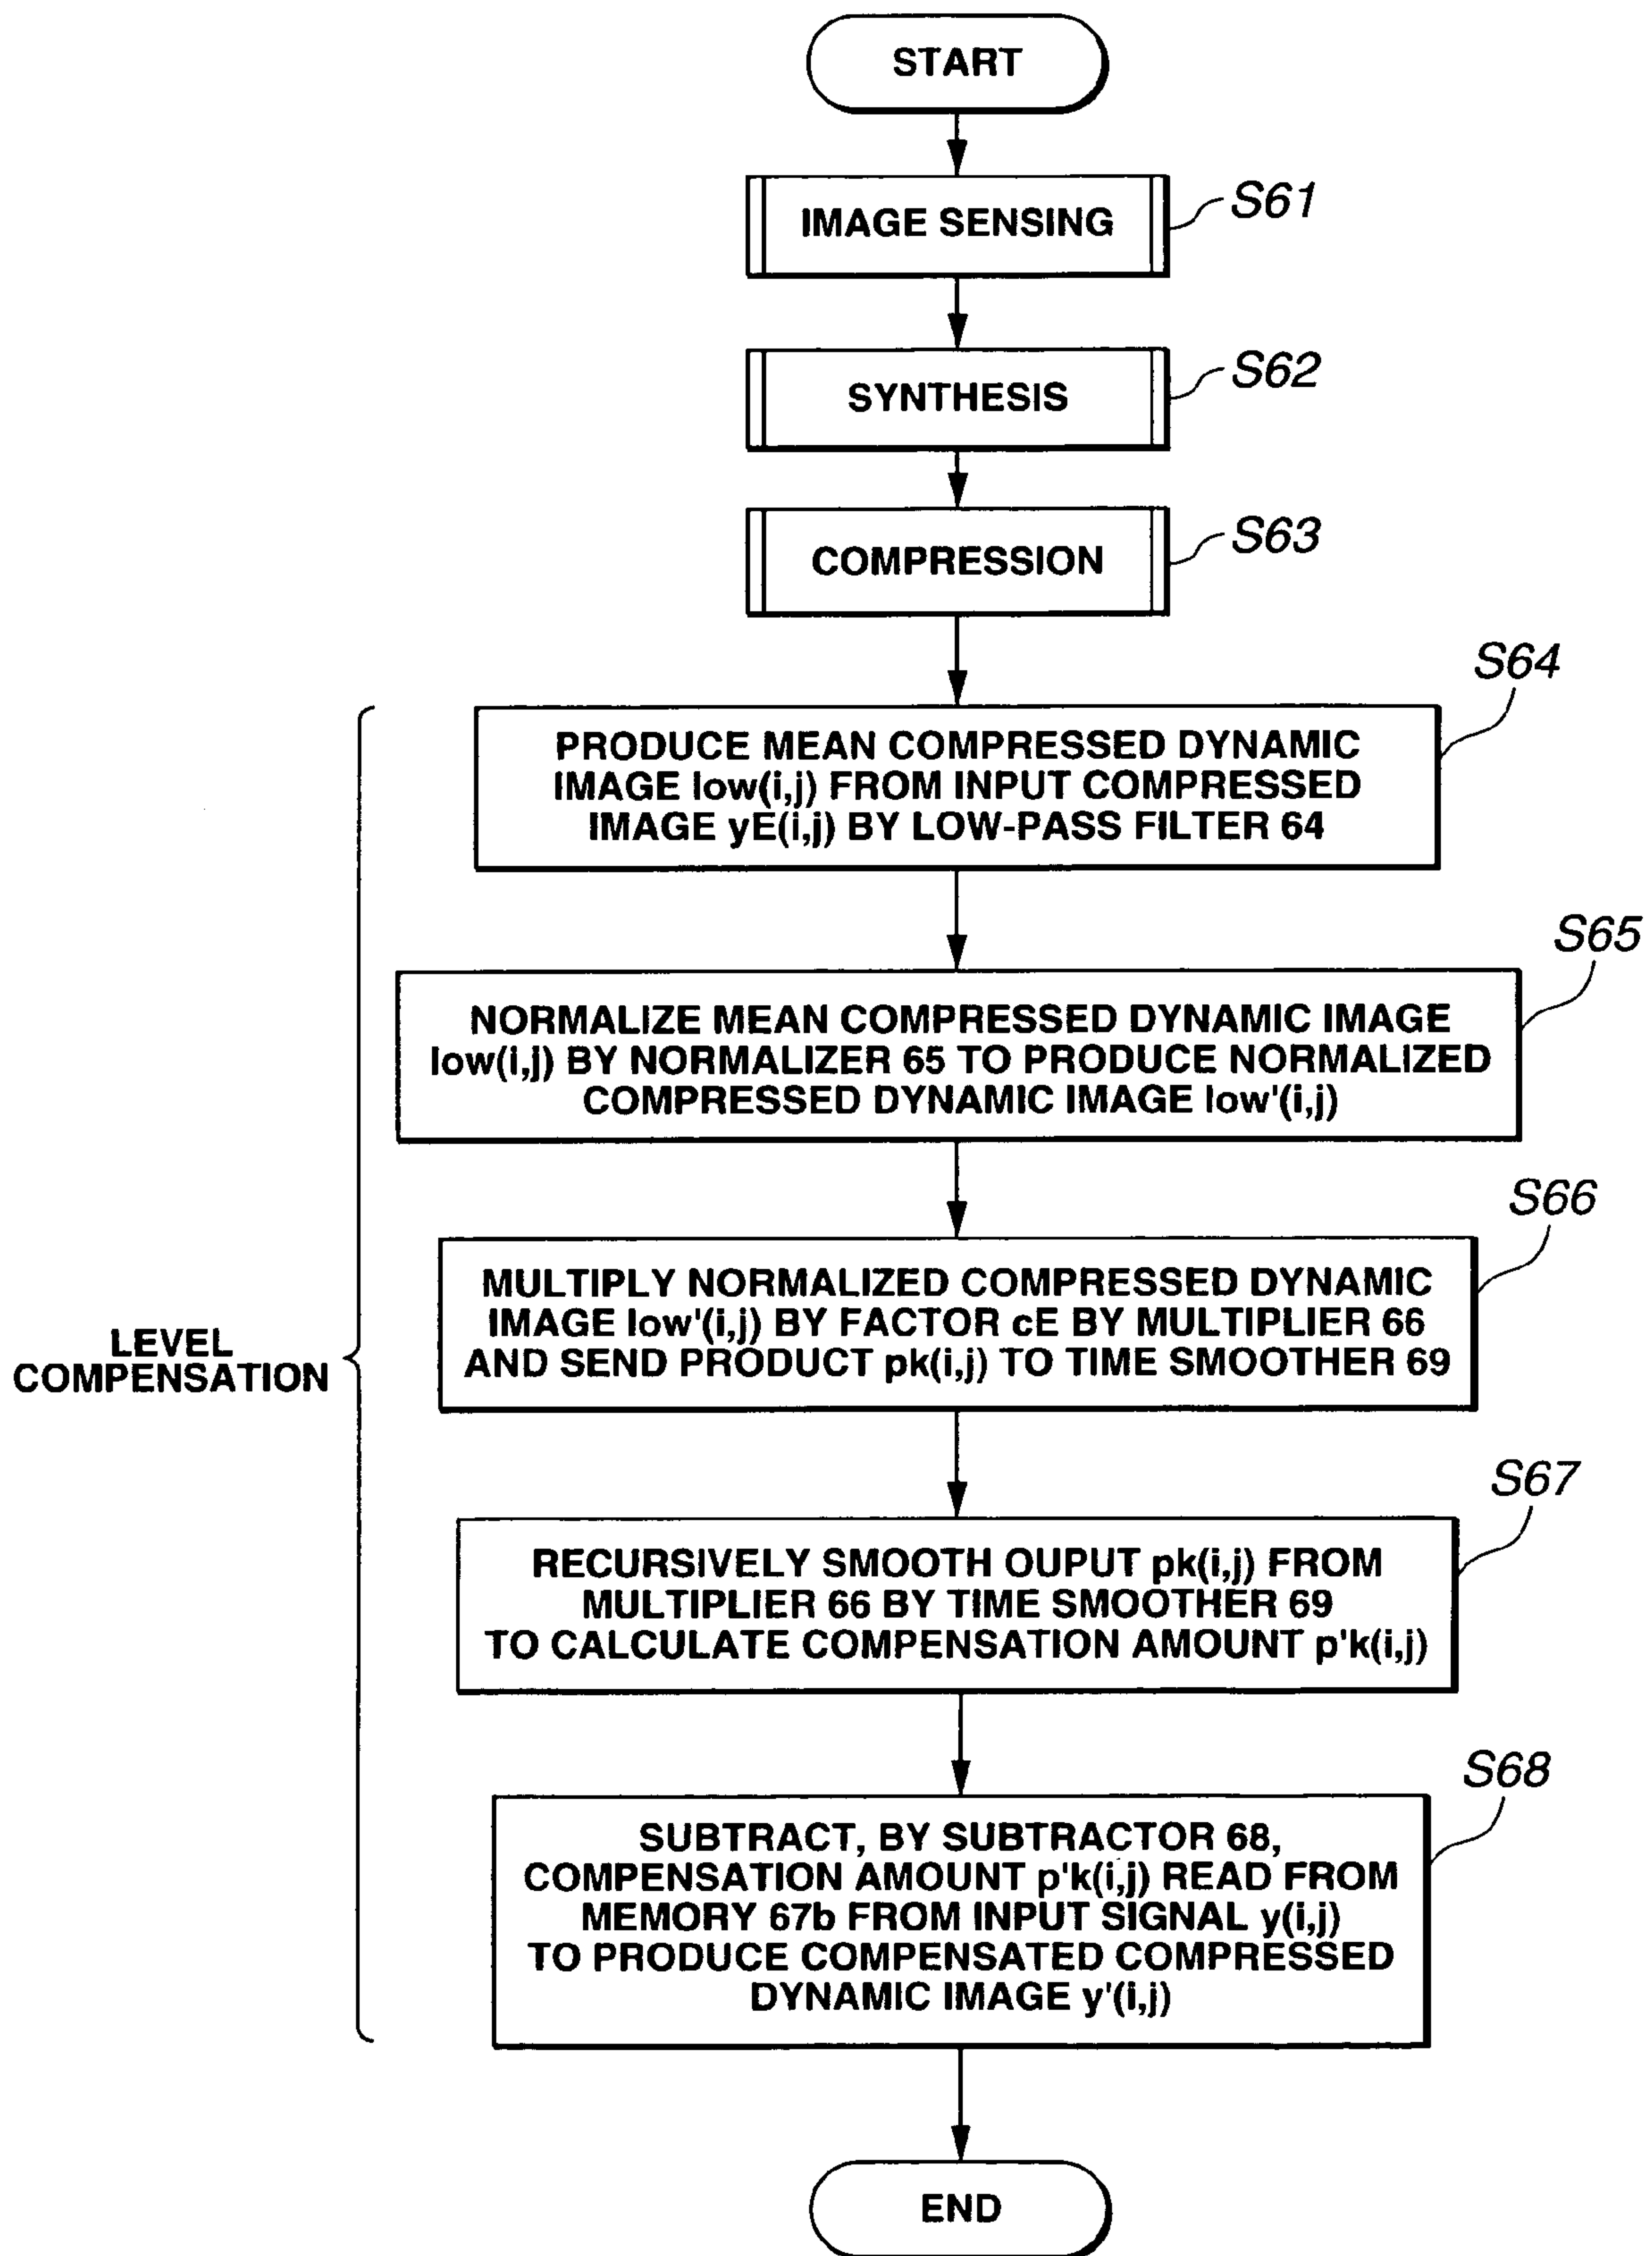 START
IMAGE SENSING
S61
SYNTHESIS
S62
COMPRESSION
S63
S64
PRODUCE MEAN COMPRESSED DYNAMIC
IMAGE low(i,j) FROM INPUT COMPRESSED
IMAGE yE(i,j) BY LOW-PASS FILTER 64
S65
NORMALIZE MEAN COMPRESSED DYNAMIC IMAGE
low(i,j) BY NORMALIZER 65 TO PRODUCE NORMALIZED
COMPRESSED DYNAMIC IMAGE low'(i,j)
S66
MULTIPLY NORMALIZED COMPRESSED DYNAMIC
IMAGE low'(i,j) BY FACTOR cE BY MULTIPLIER 66
AND SEND PRODUCT pk(i,j) TO TIME SMOOTHER 69
LEVEL
COMPENSATION
S67
RECURSIVELY SMOOTH OUPUT pk(i,j) FROM
MULTIPLIER 66 BY TIME SMOOTHER 69
TO CALCULATE COMPENSATION AMOUNT p'k(i,j)
S68
SUBTRACT, BY SUBTRACTOR 68,
COMPENSATION AMOUNT p'k(i,j) READ FROM
MEMORY 67b FROM INPUT SIGNAL y(i,j)
TO PRODUCE COMPENSATED COMPRESSED
DYNAMIC IMAGE y'(i,j)
END